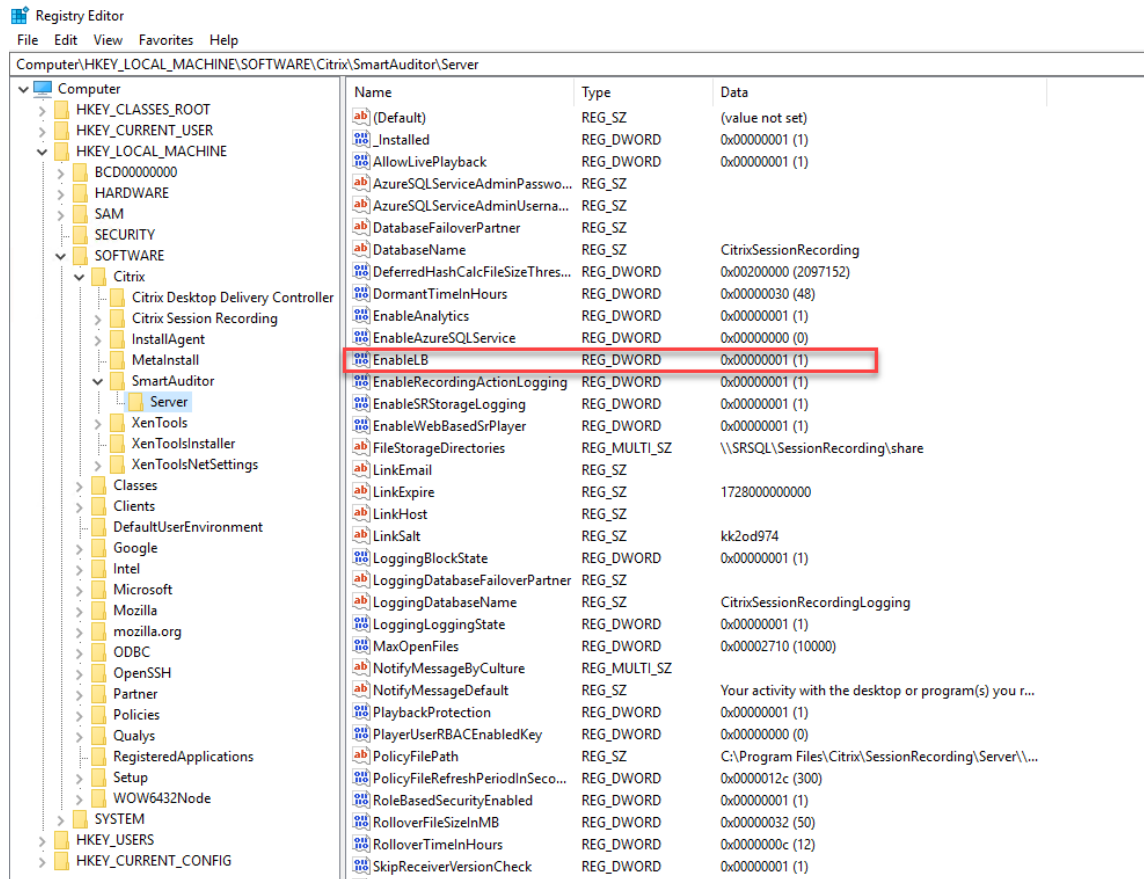 Registry Editor
File Edit View Favorites Help
Computer\HKEY_LOCAL_MACHINE\SOFTWARE\Citrix\SmartAuditor\Server
Computer
HKEY_CLASSES_ROOT
HKEY_CURRENT_USER
HKEY_LOCAL_MACHINE
BCD00000000
HARDWARE
SAM
SECURITY
SOFTWARE
Citrix
Citrix Desktop Delivery Controller
Citrix Session Recording
InstallAgent
MetaInstall
SmartAuditor
Server
XenTools
XenToolsInstaller
XenToolsNetSettings
Classes
Clients
DefaultUserEnvironment
Google
Intel
Microsoft
Mozilla
mozilla.org
ODBC
OpenSSH
Partner
Policies
Qualys
RegisteredApplications
Setup
WOW6432Node
SYSTEM
HKEY_USERS
HKEY_CURRENT_CONFIG
Name Type Data
(Default) REG_SZ (value not set)
_Installed REG_DWORD 0x00000001 (1)
AllowLivePlayback REG_DWORD 0x00000001 (1)
AzureSQLServiceAdminPasswo... REG_SZ
AzureSQLServiceAdminUserna... REG_SZ
DatabaseFailoverPartner REG_SZ
DatabaseName REG_SZ CitrixSessionRecording
DeferredHashCalcFileSizeThres... REG_DWORD 0x00200000 (2097152)
DormantTimeInHours REG_DWORD 0x00000030 (48)
EnableAnalytics REG_DWORD 0x00000001 (1)
EnableAzureSQLService REG_DWORD 0x00000000 (0)
EnableLB REG_DWORD 0x00000001 (1)
EnableRecordingActionLogging REG_DWORD 0x00000001 (1)
EnableSRStorageLogging REG_DWORD 0x00000001 (1)
EnableWebBasedSrPlayer REG_DWORD 0x00000001 (1)
FileStorageDirectories REG_MULTI_SZ \\SRSQL\SessionRecording\share
LinkEmail REG_SZ
LinkExpire REG_SZ 1728000000000
LinkHost REG_SZ
LinkSalt REG_SZ kk2od974
LoggingBlockState REG_DWORD 0x00000001 (1)
LoggingDatabaseFailoverPartner REG_SZ
LoggingDatabaseName REG_SZ CitrixSessionRecordingLogging
LoggingLoggingState REG_DWORD 0x00000001 (1)
MaxOpenFiles REG_DWORD 0x00002710 (10000)
NotifyMessageByCulture REG_MULTI_SZ
NotifyMessageDefault REG_SZ Your activity with the desktop or program(s) you r...
PlaybackProtection REG_DWORD 0x00000001 (1)
PlayerUserRBACEnabledKey REG_DWORD 0x00000000 (0)
PolicyFilePath REG_SZ C:\Program Files\Citrix\SessionRecording\Server\\...
PolicyFileRefreshPeriodInSeco... REG_DWORD 0x0000012c (300)
RoleBasedSecurityEnabled REG_DWORD 0x00000001 (1)
RolloverFileSizeInMB REG_DWORD 0x00000032 (50)
RolloverTimeInHours REG_DWORD 0x0000000c (12)
SkipReceiverVersionCheck REG_DWORD 0x00000001 (1)